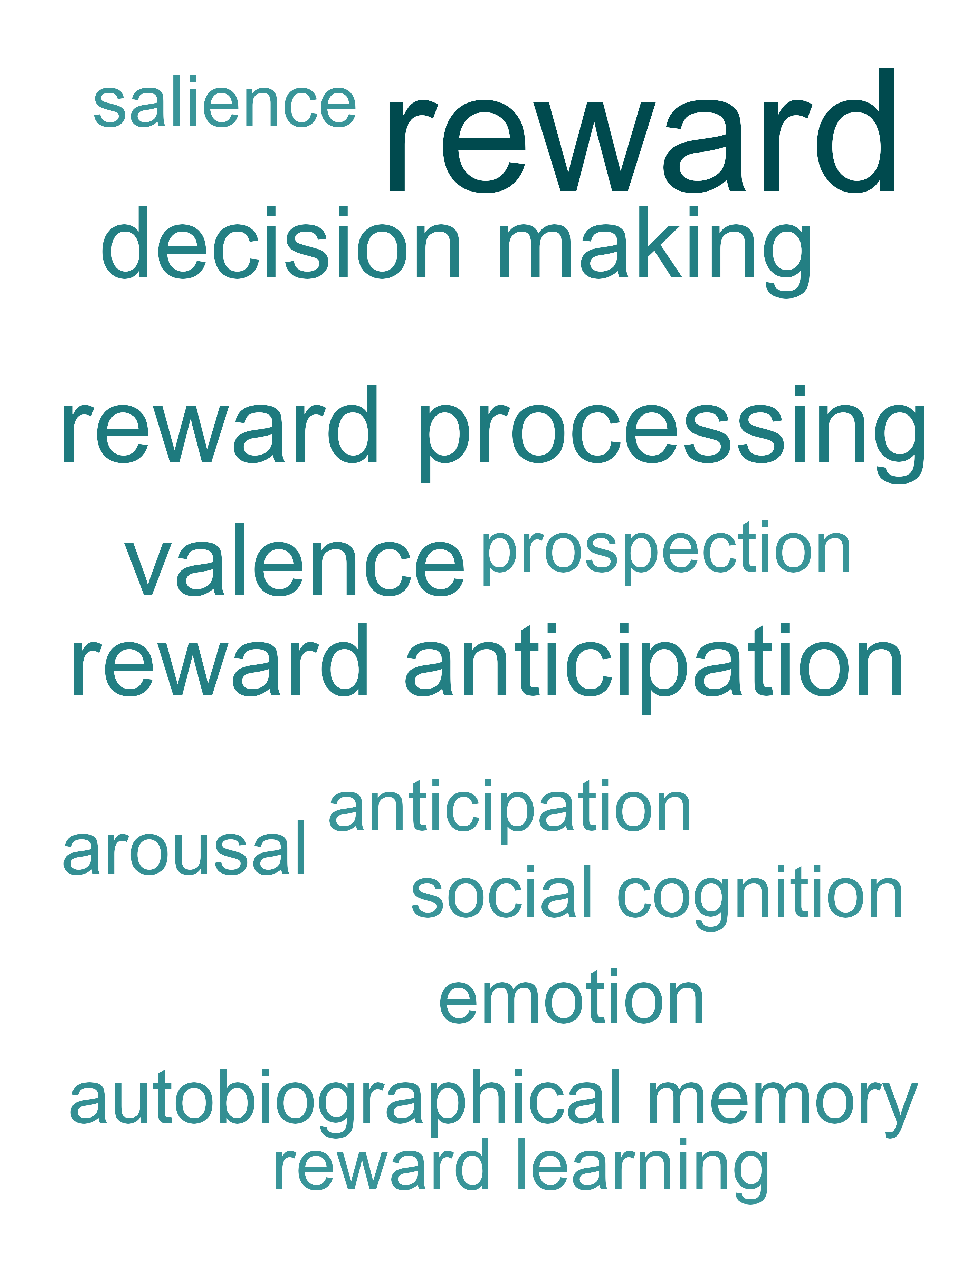 salience
reward
decision making
reward processing
valence
prospection
reward anticipation
anticipation
arousal
social cognition
emotion
autobiographical memory
reward learning